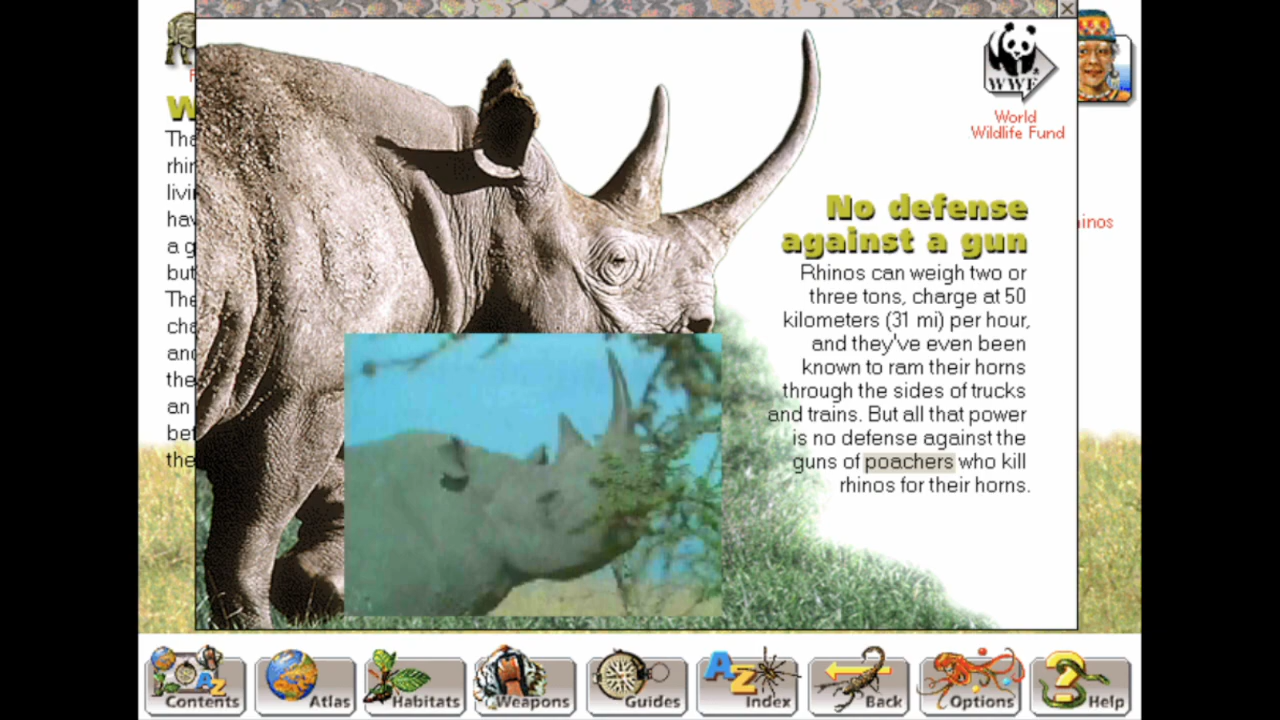 WWF
World
Wildlife Fund
No defense
against a gun
Rhinos can weigh two or
three tons, charge at 50
kilometers (31 mi) per hour,
and they've even been
known to ram their horns
through the sides of trucks
and trains. But all that power
is no defense against the
guns of poachers who kill
rhinos for their horns.
Contents
Atlas
Habitats
Weapons
Guides
Index
Back
Options
Help